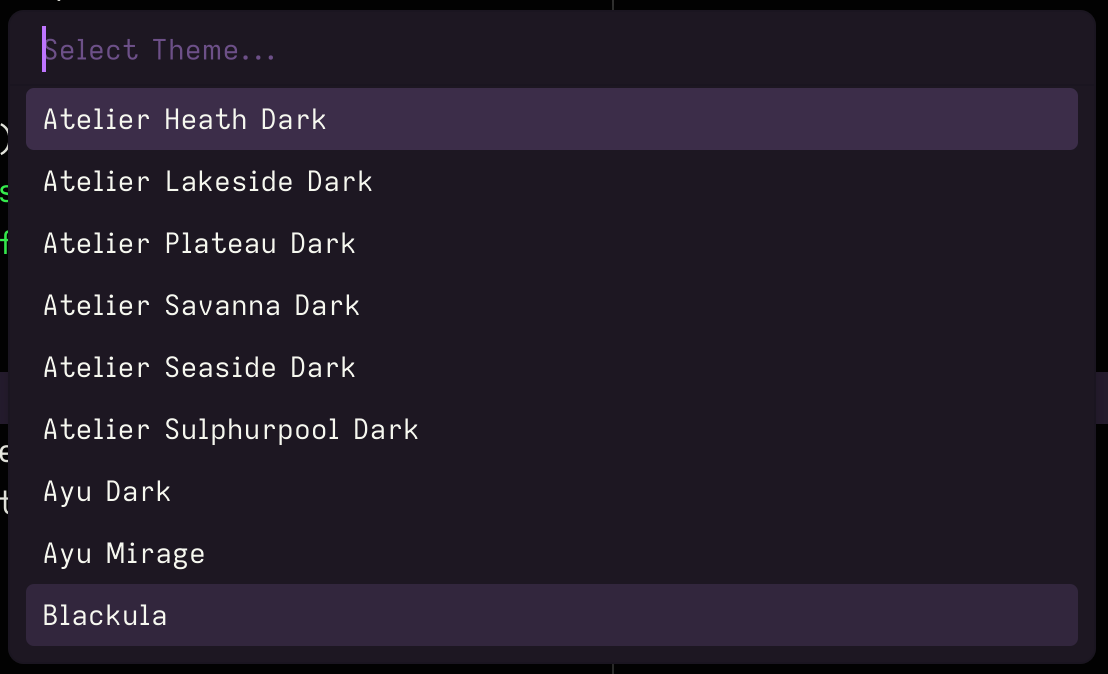 Select Theme...
Atelier Heath Dark
Atelier Lakeside Dark
Atelier Plateau Dark
Atelier Savanna Dark
Atelier Seaside Dark
Atelier Sulphurpool Dark
Ayu Dark
Ayu Mirage
Blackula